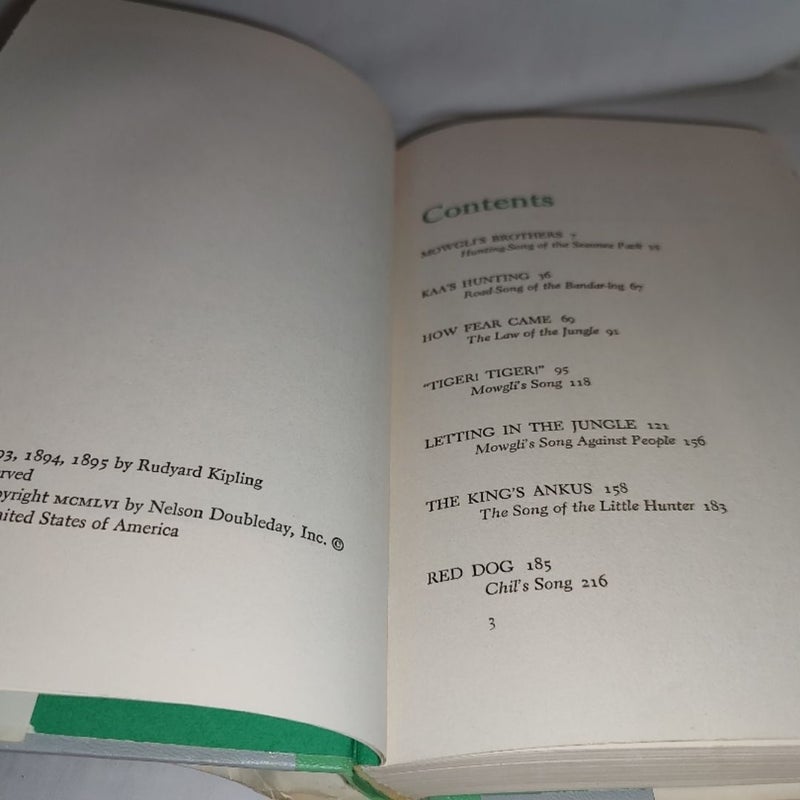 93, 1894, 1895 by Rudyard Kipling
rved
pyright MCMLVI by Nelson Doubleday, Inc. ©
nited States of America
Contents
MOWGLI'S BROTHERS 7
Hunting-Song of the Seeonee Pack 35
KAA'S HUNTING 36
Road-Song of the Bandar-log 67
HOW FEAR CAME 69
The Law of the Jungle 91
"TIGER! TIGER!" 95
Mowgli's Song 118
LETTING IN THE JUNGLE 121
Mowgli's Song Against People 156
THE KING'S ANKUS 158
The Song of the Little Hunter 183
RED DOG 185
Chil's Song 216
3